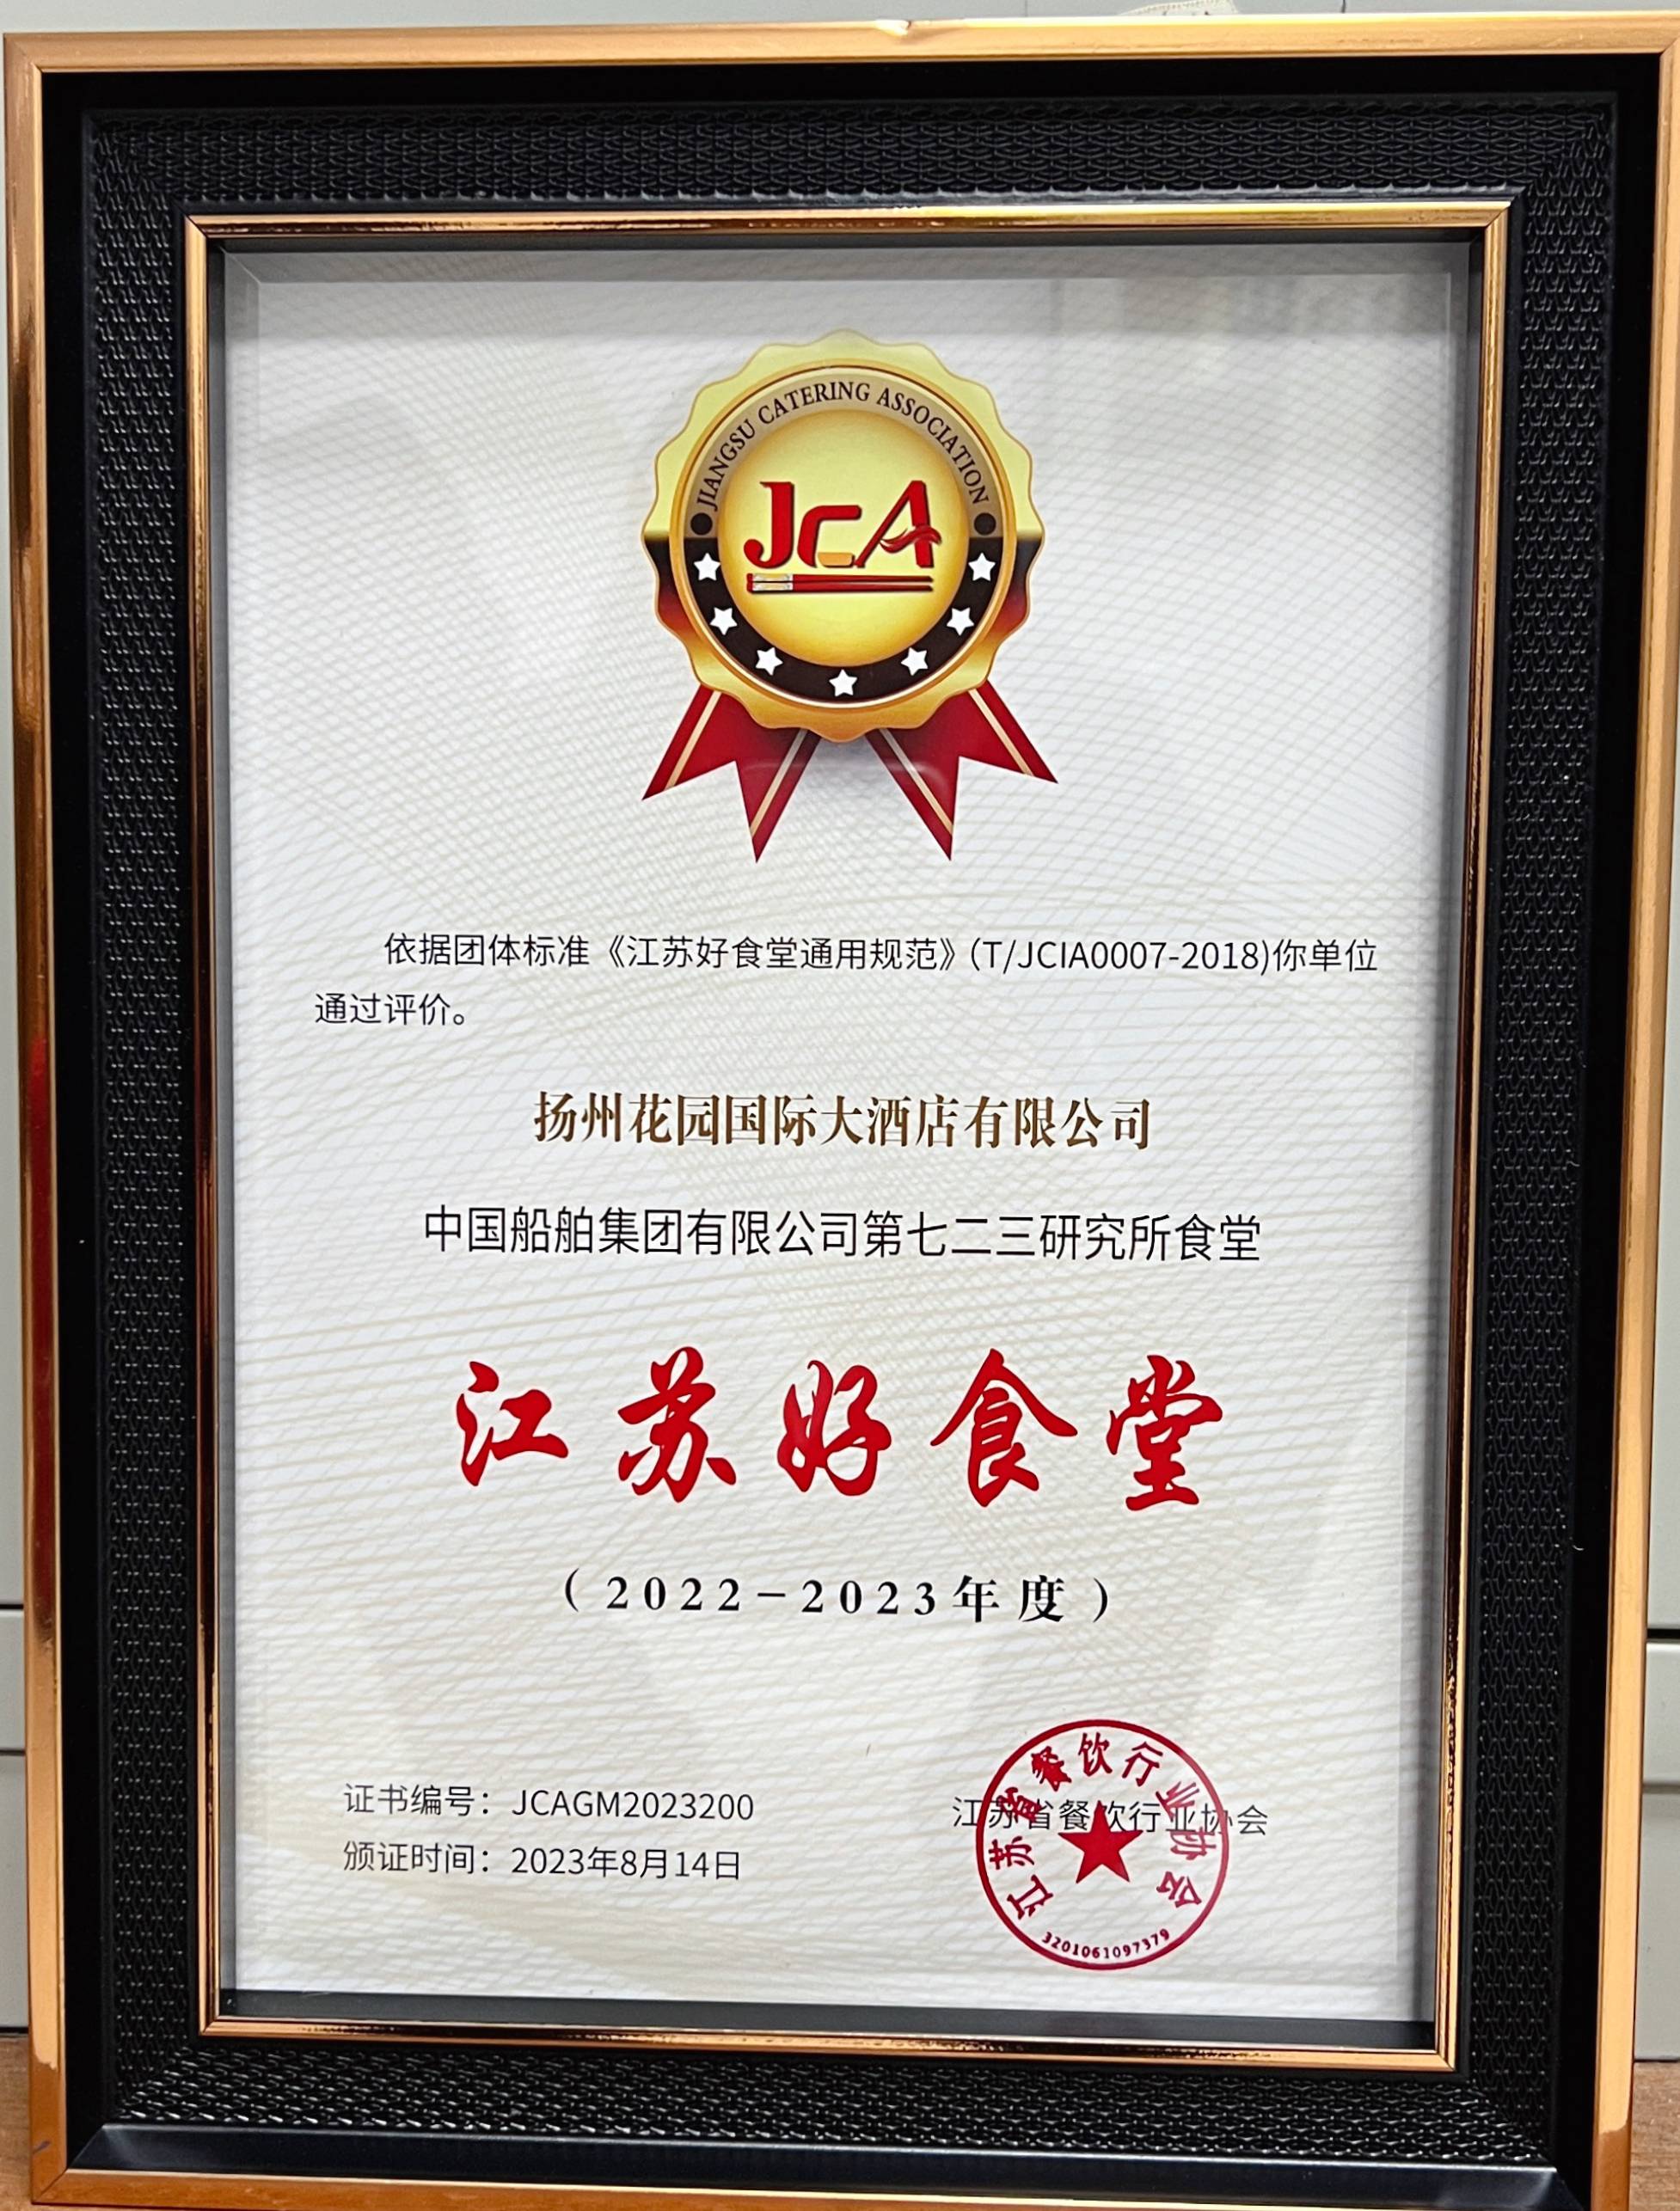 JIANGSU CATERING ASSOCIATION
JCA
依据团体标准《江苏好食堂通用规范》(T/JCIA0007-2018)你单位
通过评价。
扬州花园国际大酒店有限公司
中国船舶集团有限公司第七二三研究所食堂
江苏好食堂
(2022-2023年度)
证书编号：JCAGM2023200
江苏省餐饮行业协会
颁证时间：2023年8月14日
江苏省餐饮行业协会
3201061097379